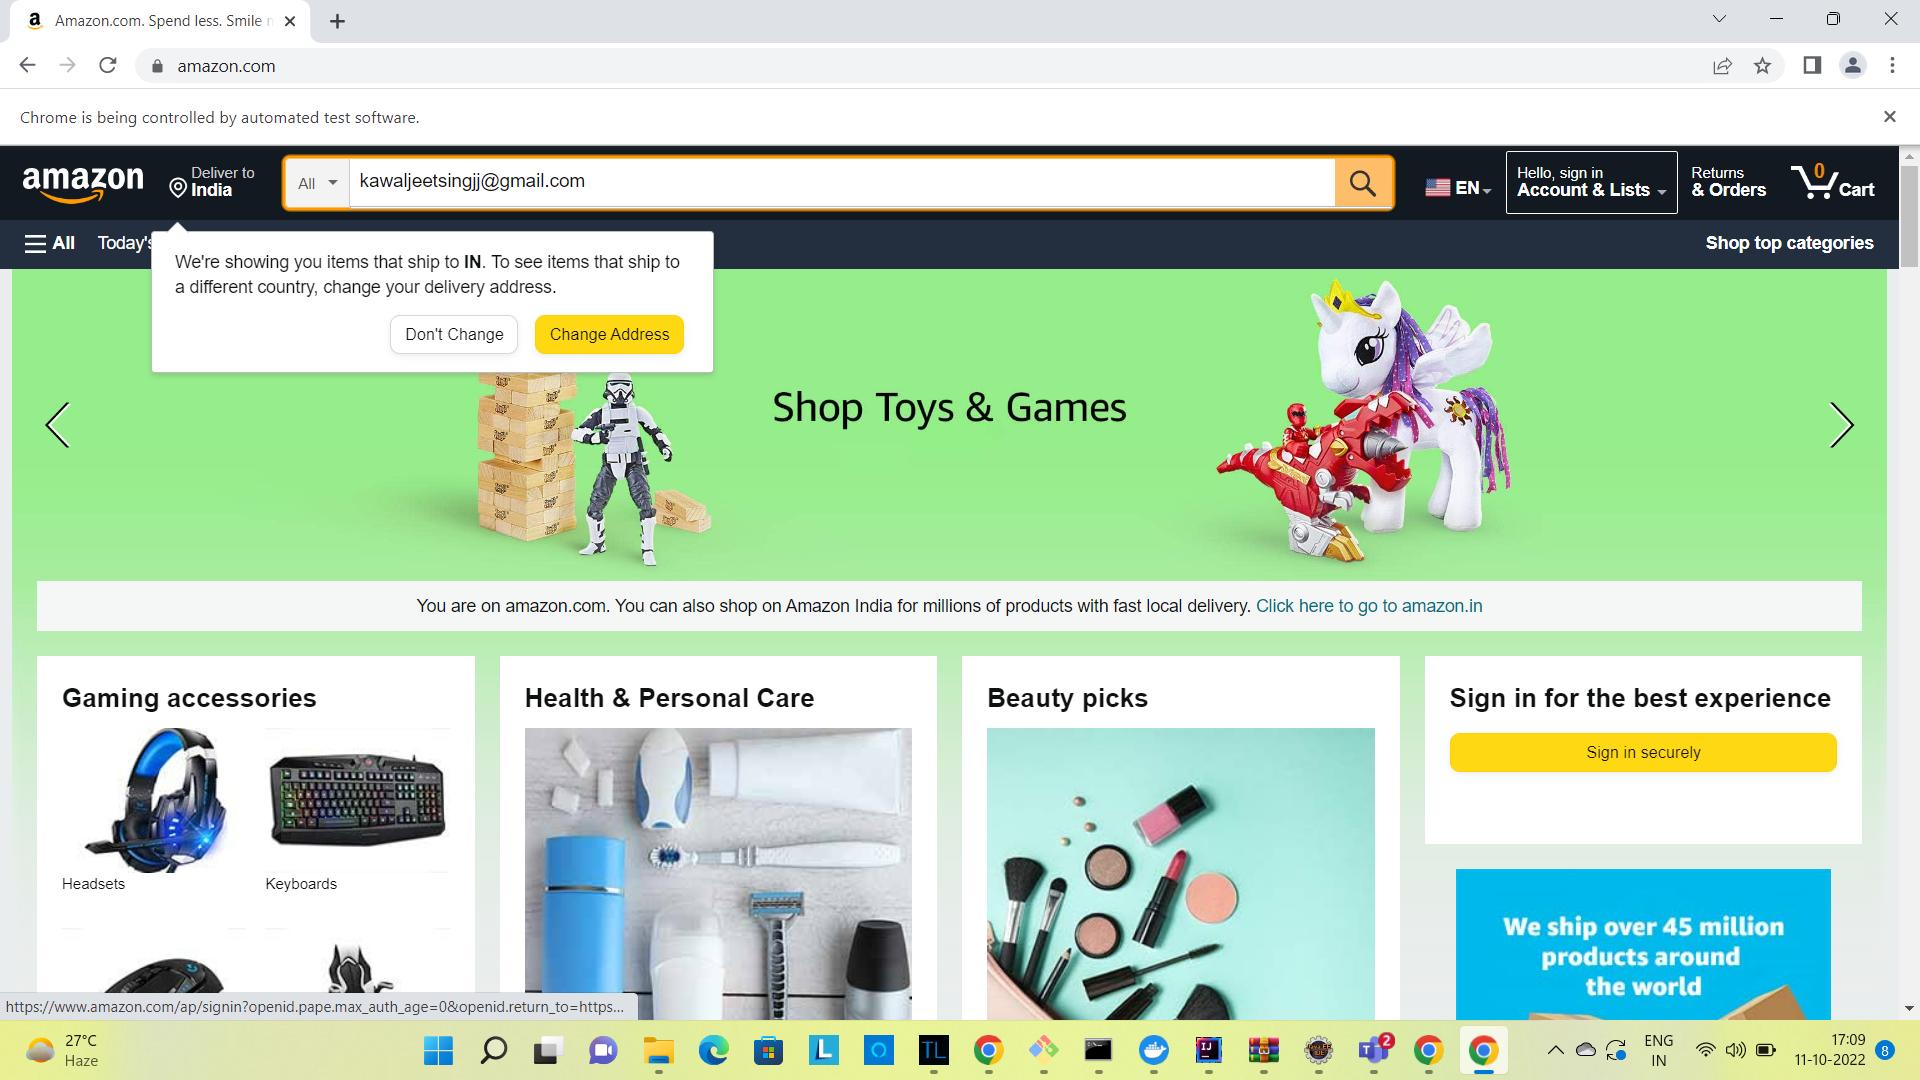 Amazon.com. Spend less. Smile
amazon.com
Chrome is being controlled by automated test software.
amazon
Deliver to
India
All
kawaljeetsingjj@gmail.com
EN
Hello, sign in
Account & Lists
Returns
& Orders
0
Cart
All
Today's
Shop top categories
We're showing you items that ship to IN. To see items that ship to
a different country, change your delivery address.
Don't Change
Change Address
Shop Toys & Games
You are on amazon.com. You can also shop on Amazon India for millions of products with fast local delivery. Click here to go to amazon.in
Gaming accessories
Headsets
Keyboards
Health & Personal Care
Beauty picks
Sign in for the best experience
Sign in securely
We ship over 45 million
products around
the world
https://www.amazon.com/ap/signin?openid.pape.max_auth_age=0&openid.return_to=https...
27°C
Haze
L
TL
IJ
2
ENG
IN
17:09
11-10-2022
8